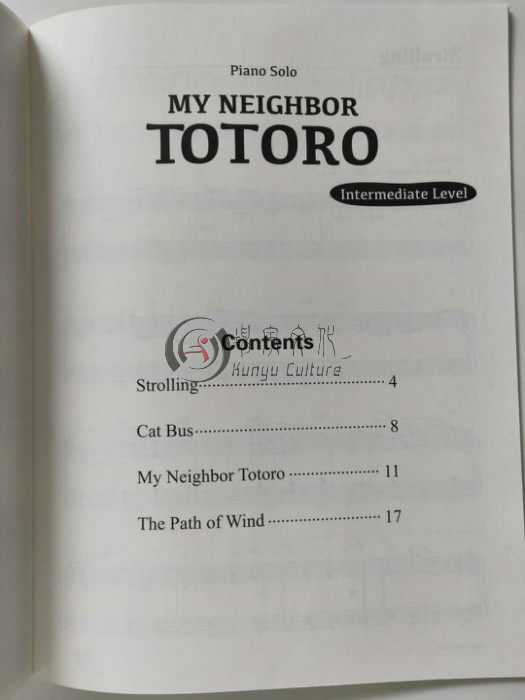 Piano Solo
MY NEIGHBOR
TOTORO
Intermediate Level
Contents
Kunyu Culture
Strolling 4
Cat Bus 8
My Neighbor Totoro 11
The Path of Wind 17